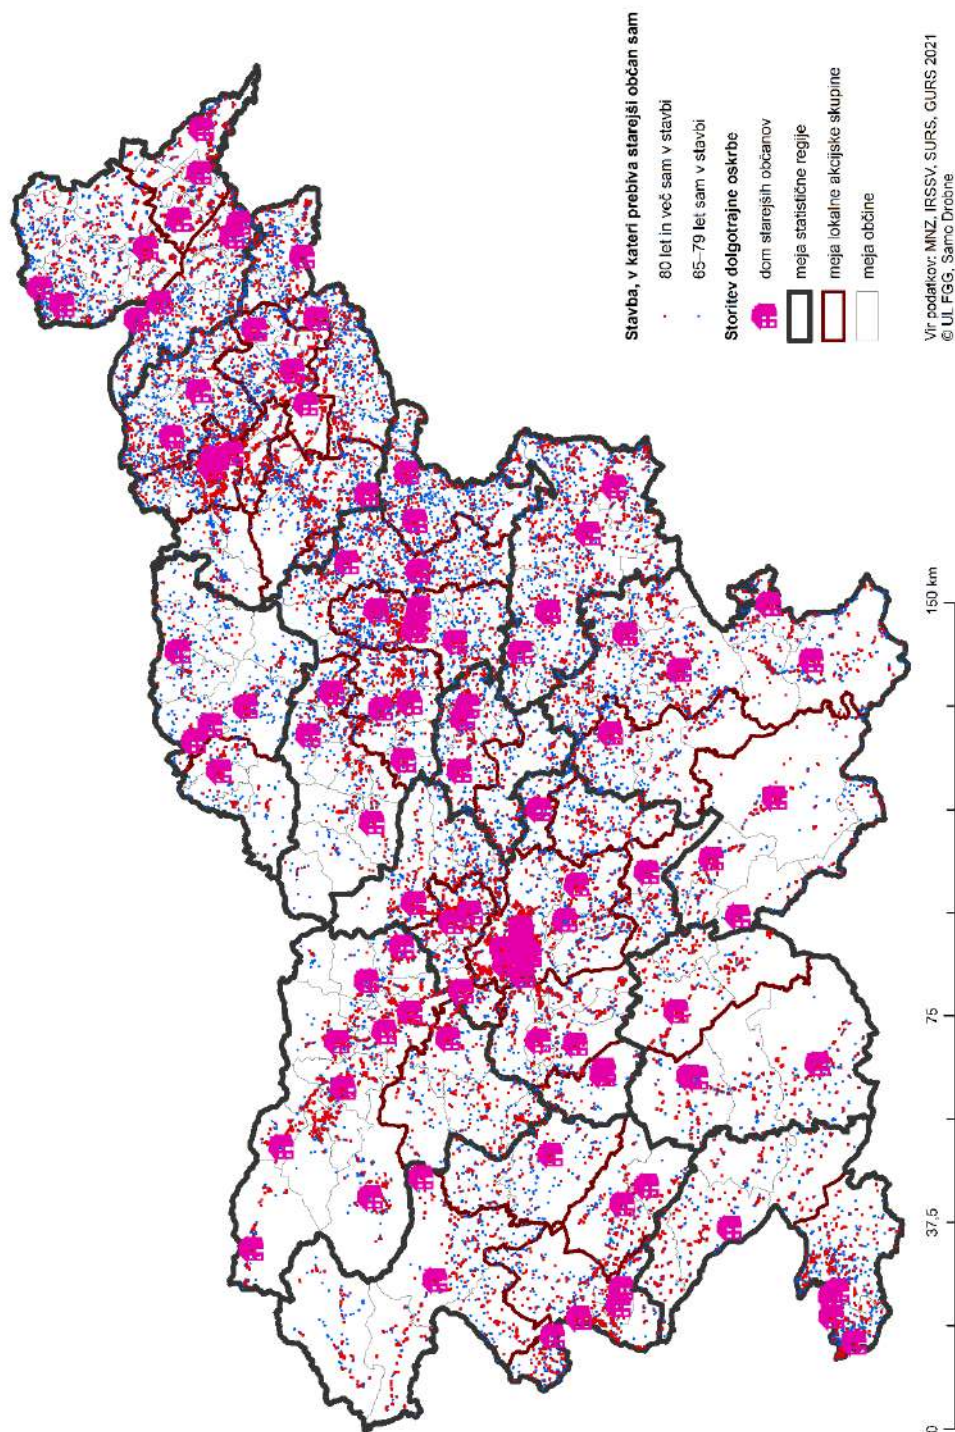 Stavba, v kateri prebiva starejši občan sam
80 let in več sam v stavbi
65–79 let sam v stavbi
Storitev dolgotrajne oskrbe
dom starejših občanov
meja statistične regije
meja lokalne akcijske skupine
meja občine
Vir podatkov: MNZ, IRSSV, SURS, GURS 2021
© UL FGG, Samo Drobne
0
37,5
75
150 km